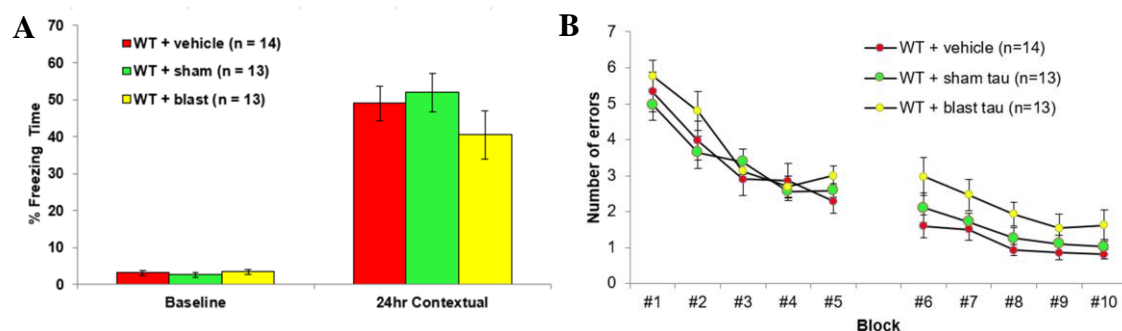 A
% Freezing Time
70
60
50
40
30
20
10
0
WT + vehicle (n = 14)
WT + sham (n = 13)
WT + blast (n = 13)
Baseline
24hr Contextual
B
Number of errors
7
6
5
4
3
2
1
0
WT + vehicle (n=14)
WT + sham tau (n=13)
WT + blast tau (n=13)
#1 #2 #3 #4 #5 #6 #7 #8 #9 #10
Block